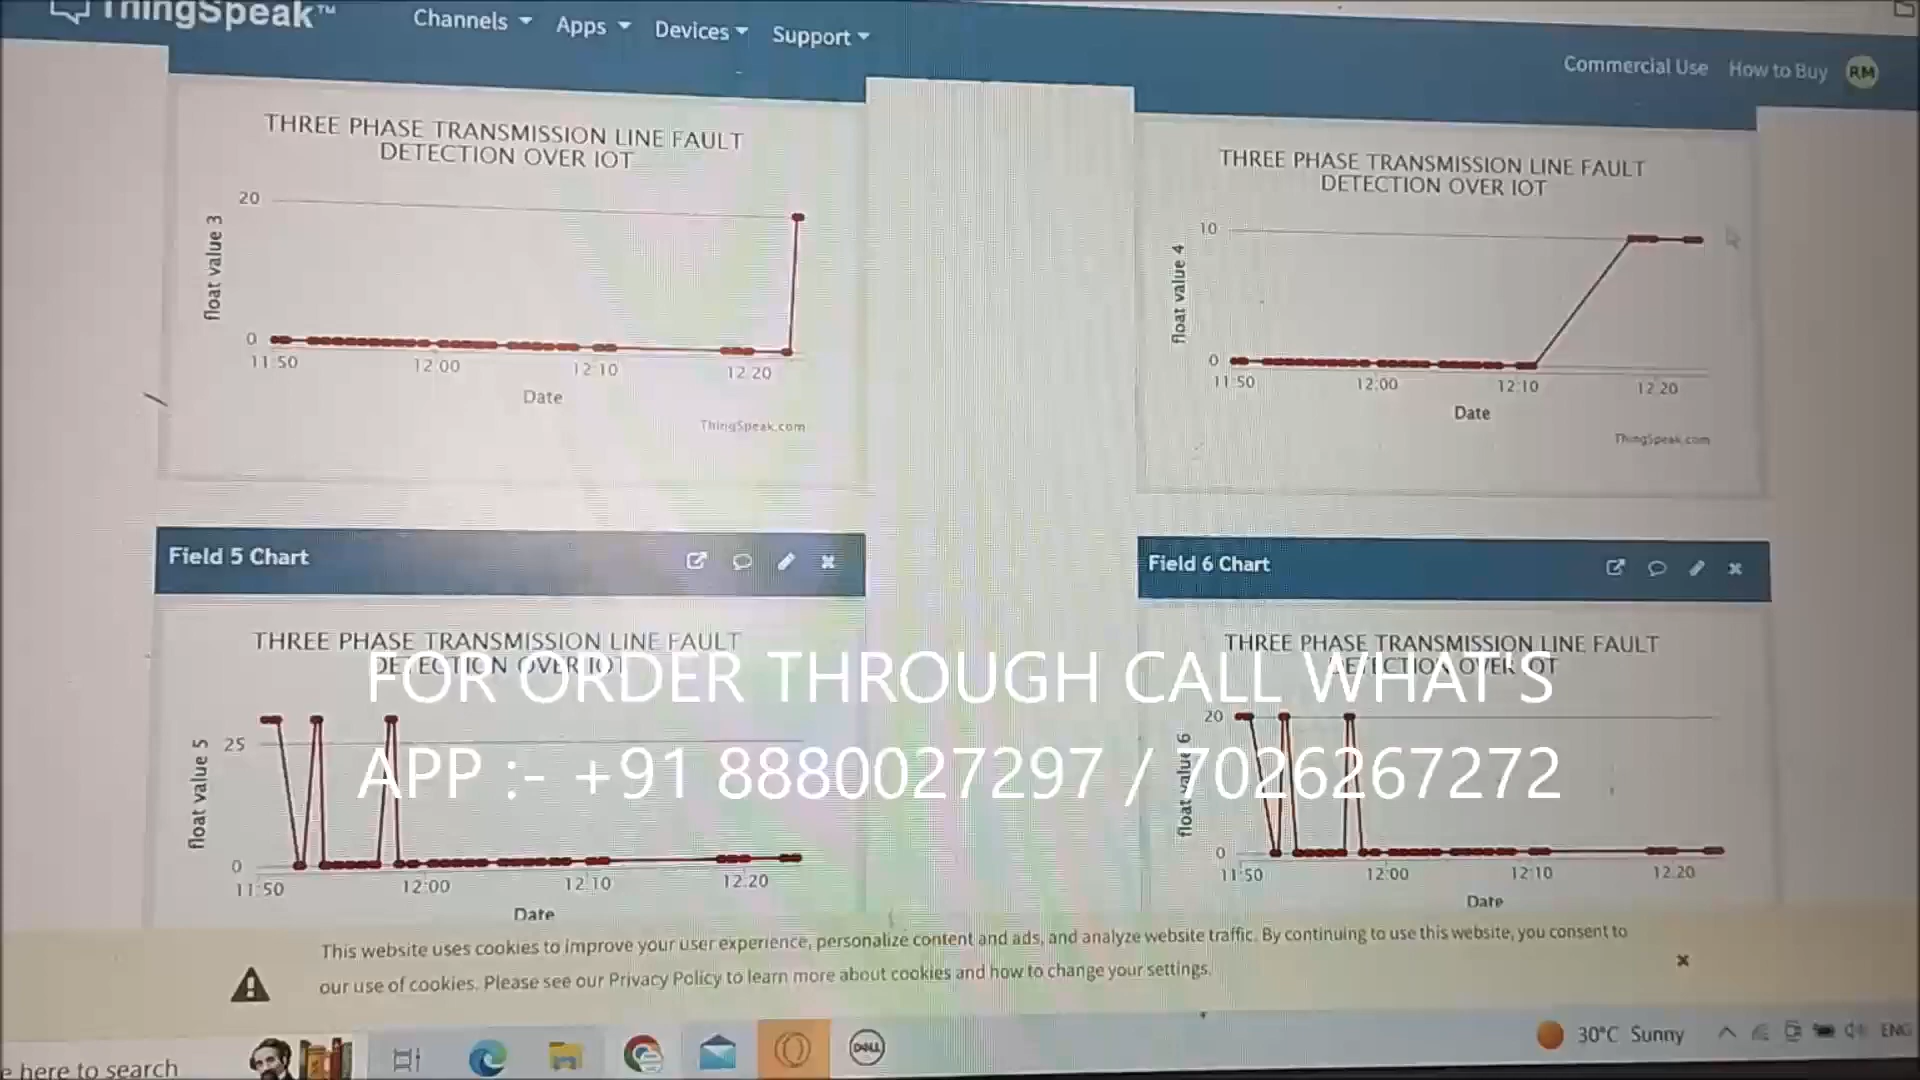 ThingSpeak™
Channels Apps Devices Support
Commercial Use How to Buy RM
THREE PHASE TRANSMISSION LINE FAULT
DETECTION OVER IOT
20
float value 3
0
11:50 12:00 12:10 12:20
Date
ThingSpeak.com
THREE PHASE TRANSMISSION LINE FAULT
DETECTION OVER IOT
10
float value 4
0
11:50 12:00 12:10 12:20
Date
ThingSpeak.com
Field 5 Chart
THREE PHASE TRANSMISSION LINE FAULT
DETECTION OVER IOT
25
float value 5
0
11:50 12:00 12:10 12:20
Date
Field 6 Chart
THREE PHASE TRANSMISSION LINE FAULT
DETECTION OVER IOT
20
float value 6
0
11:50 12:00 12:10 12:20
Date
FOR ORDER THROUGH CALL WHAT'S
APP :- +91 8880027297 / 7026267272
This website uses cookies to improve your user experience, personalize content and ads, and analyze website traffic. By continuing to use this website, you consent to
our use of cookies. Please see our Privacy Policy to learn more about cookies and how to change your settings.
e here to search
DELL
30°C Sunny
ENG